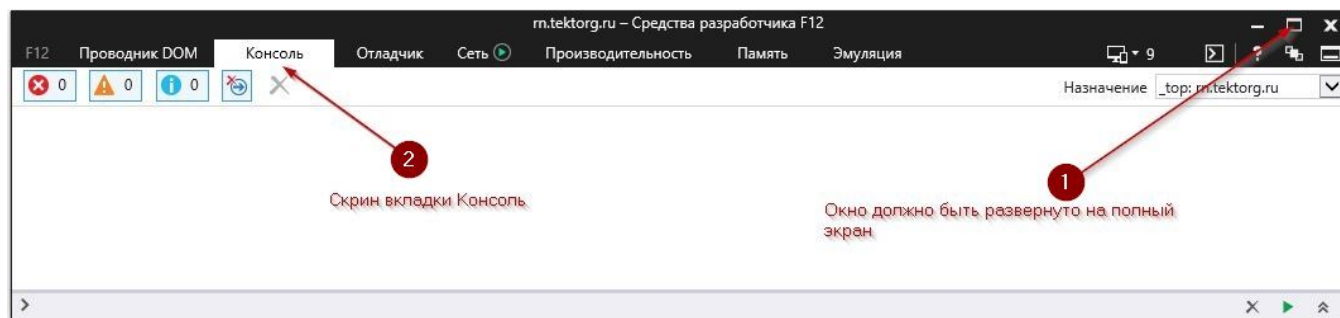 rn.tektorg.ru – Средства разработчика F12
F12 Проводник DOM Консоль Отладчик Сеть Производительность Память Эмуляция 9 ?
0 0 0 Назначение _top: rn.tektorg.ru
2
Скрин вкладки Консоль
1
Окно должно быть развернуто на полный
экран